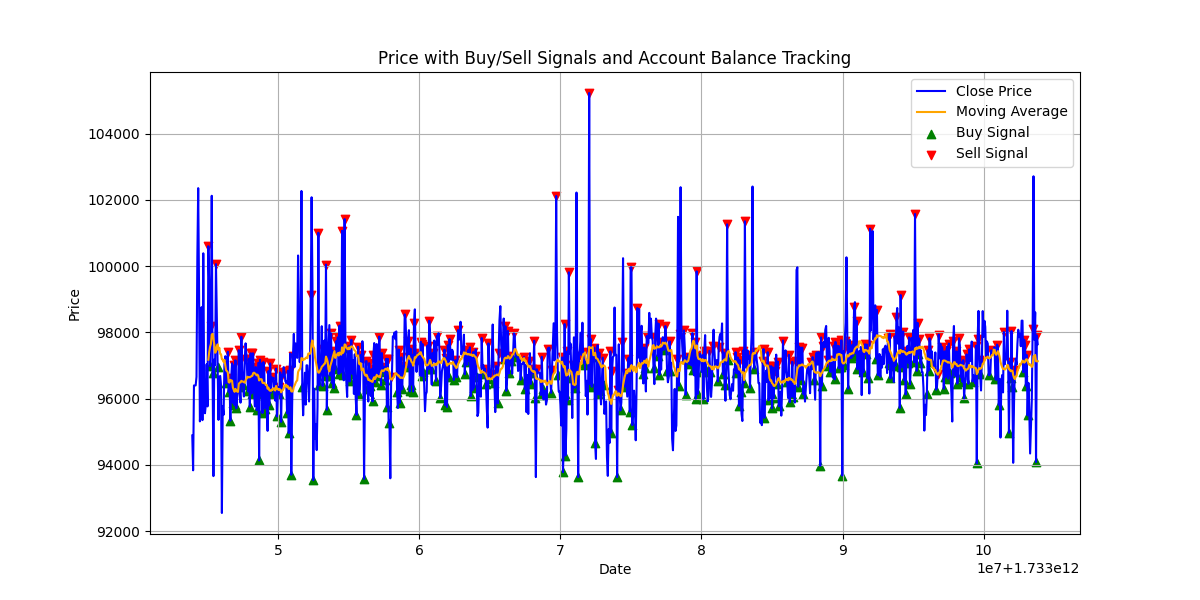 Price with Buy/Sell Signals and Account Balance Tracking
Close Price
Moving Average
Buy Signal
Sell Signal
104000
102000
100000
98000
96000
94000
92000
Price
5 6 7 8 9 10
1e7+1.733e12
Date